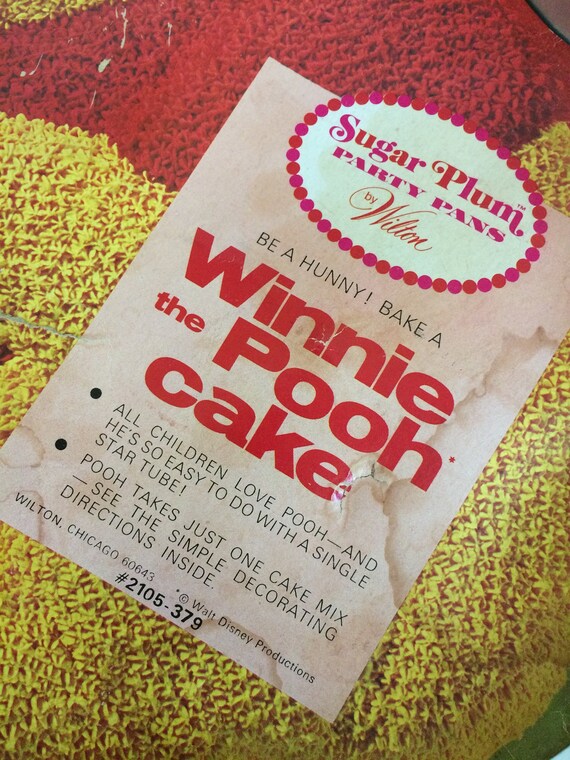 Sugar Plum™
PARTY PANS
by
Wilton
BE A HUNNY! BAKE A
Winnie
the Pooh*
cake
• ALL CHILDREN LOVE POOH—AND
HE'S SO EASY TO DO WITH A SINGLE
STAR TUBE!
• POOH TAKES JUST ONE CAKE MIX
— SEE THE SIMPLE DECORATING
DIRECTIONS INSIDE.
WILTON, CHICAGO 60643
#2105-379
*© Walt Disney Productions